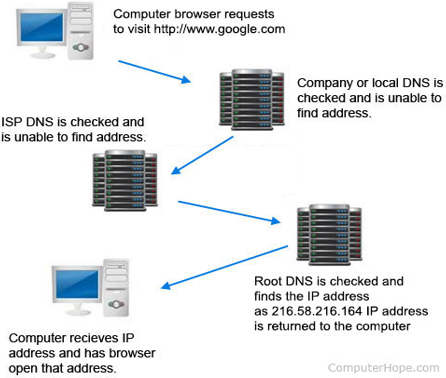 Computer browser requests
to visit http://www.google.com
Company or local DNS is
checked and is unable to
find address.
ISP DNS is checked and
is unable to find address.
Root DNS is checked and
finds the IP address
as 216.58.216.164 IP address
is returned to the computer
Computer recieves IP
address and has browser
open that address.
ComputerHope.com